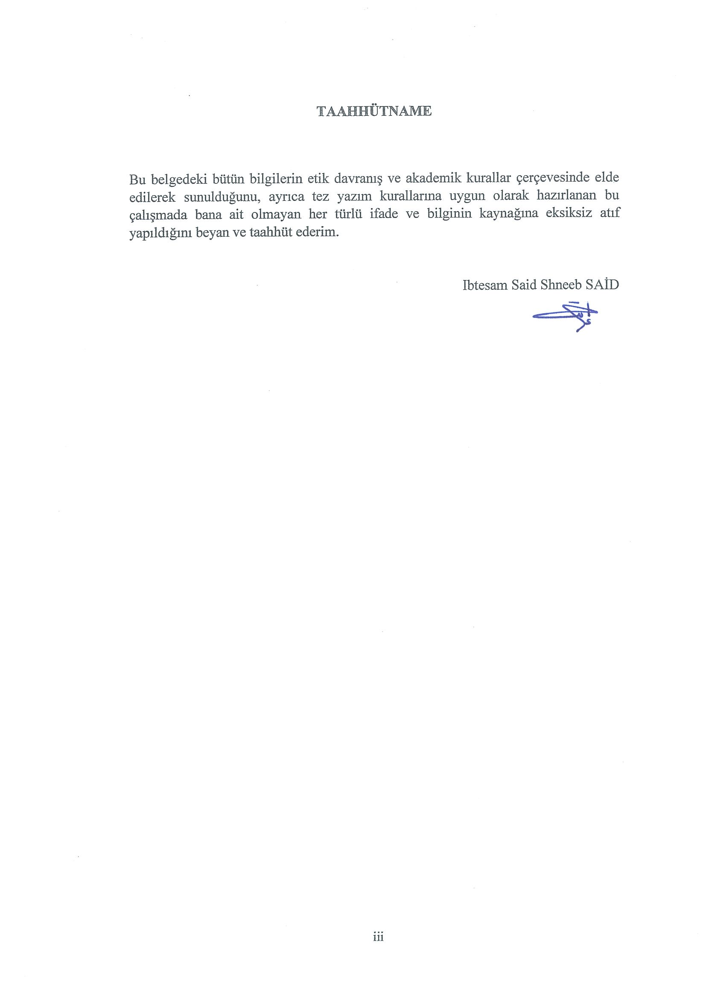 TAAHHÜTNAME
Bu belgedeki bütün bilgilerin etik davranış ve akademik kurallar çerçevesinde elde
edilerek sunulduğunu, ayrıca tez yazım kurallarına uygun olarak hazırlanan bu
çalışmada bana ait olmayan her türlü ifade ve bilginin kaynağına eksiksiz atıf
yapıldığını beyan ve taahhüt ederim.
Ibtesam Said Shneeb SAİD
iii